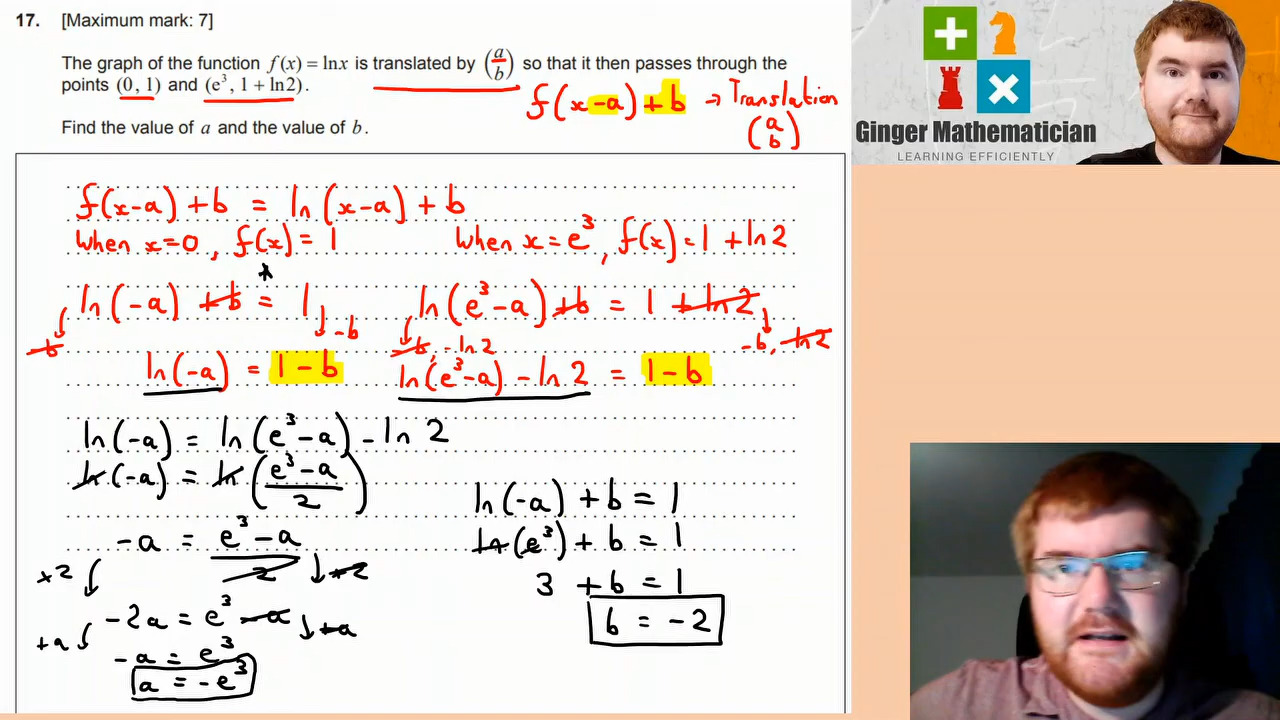 17. [Maximum mark: 7]
The graph of the function f(x) = lnx is translated by (a/b) so that it then passes through the
points (0, 1) and (e³, 1 + ln2).
Find the value of a and the value of b.
f(x-a) + b → Translation
(a
b)
f(x-a) + b = ln(x-a) + b
When x=0, f(x) = 1
*
When x = e³, f(x) = 1 + ln2
ln(-a) + b = 1
-b
-b
ln(-a) = 1 - b
ln(e³-a) + b = 1 + ln2
-b, -ln2
-b, -ln2
ln(e³-a) - ln2 = 1 - b
ln(-a) = ln(e³-a) - ln 2
ln(-a) = ln(e³-a / 2)
-a = e³-a / 2
×2
×2
-2a = e³ - a
+a
+a
-a = e³
a = -e³
ln(-a) + b = 1
ln(e³) + b = 1
3 + b = 1
b = -2
Ginger Mathematician
LEARNING EFFICIENTLY